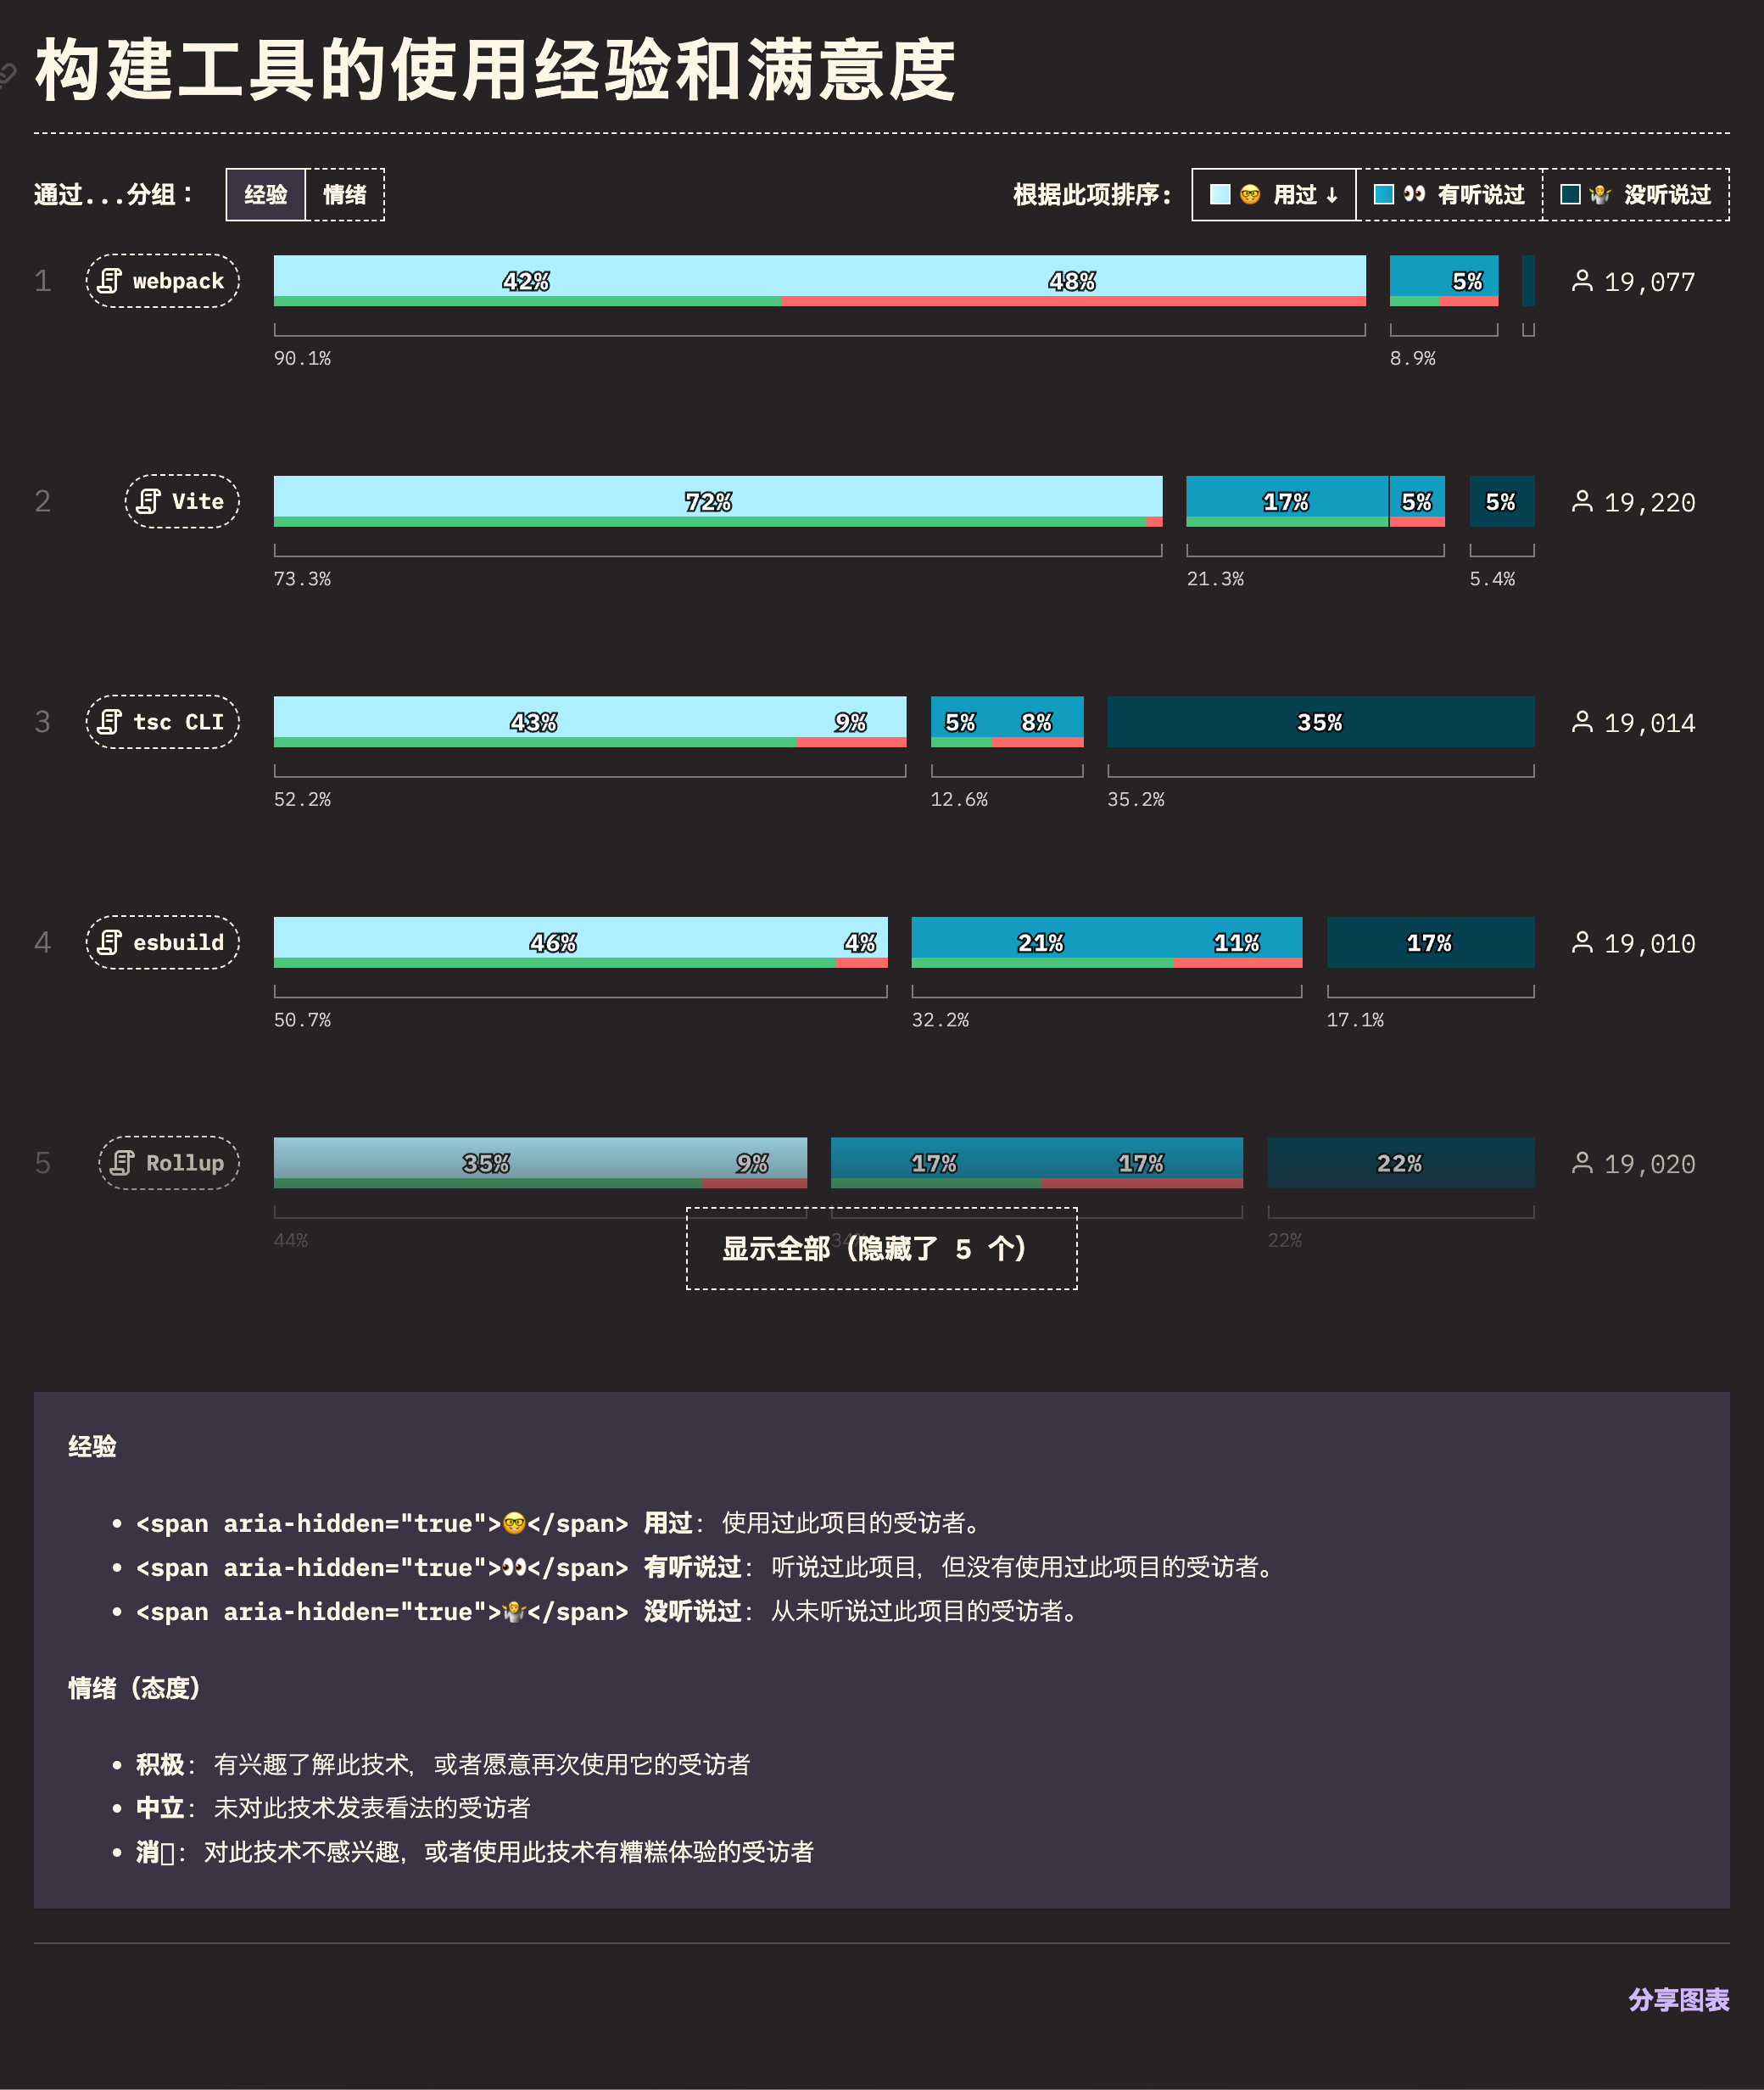 构建工具的使用经验和满意度
通过...分组： 经验 情绪 根据此项排序: 🤓 用过 ↓ 👀 有听说过 🤷 没听说过
1 webpack 42% 48% 5% 19,077
90.1% 8.9%
2 Vite 72% 17% 5% 5% 19,220
73.3% 21.3% 5.4%
3 tsc CLI 43% 9% 5% 8% 35% 19,014
52.2% 12.6% 35.2%
4 esbuild 46% 4% 21% 11% 17% 19,010
50.7% 32.2% 17.1%
5 Rollup 35% 9% 17% 17% 22% 19,020
44% 22%
显示全部（隐藏了 5 个）
经验
• <span aria-hidden="true">🤓</span> 用过: 使用过此项目的受访者。
• <span aria-hidden="true">👀</span> 有听说过: 听说过此项目，但没有使用过此项目的受访者。
• <span aria-hidden="true">🤷</span> 没听说过: 从未听说过此项目的受访者。
情绪（态度）
• 积极: 有兴趣了解此技术，或者愿意再次使用它的受访者
• 中立: 未对此技术发表看法的受访者
• 消▯: 对此技术不感兴趣，或者使用此技术有糟糕体验的受访者
分享图表